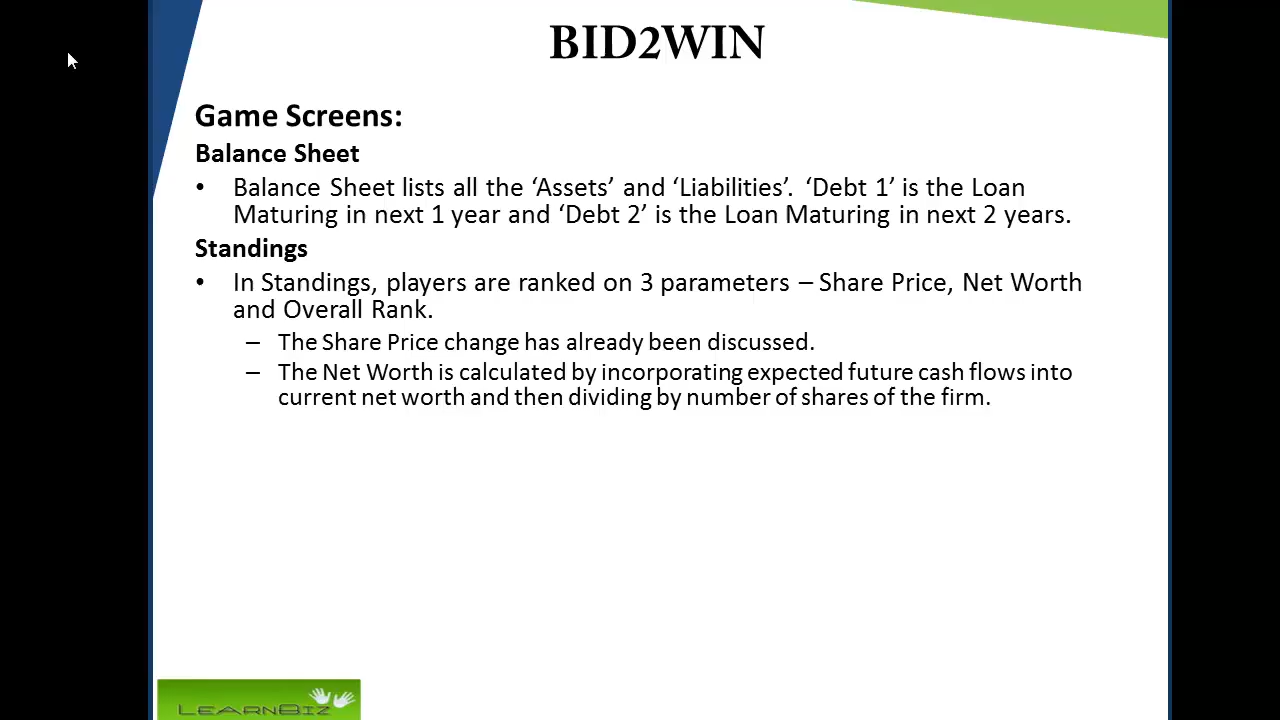 BID2WIN
Game Screens:
Balance Sheet
• Balance Sheet lists all the ‘Assets’ and ‘Liabilities’. ‘Debt 1’ is the Loan
Maturing in next 1 year and ‘Debt 2’ is the Loan Maturing in next 2 years.
Standings
• In Standings, players are ranked on 3 parameters – Share Price, Net Worth
and Overall Rank.
– The Share Price change has already been discussed.
– The Net Worth is calculated by incorporating expected future cash flows into
current net worth and then dividing by number of shares of the firm.
LEARNBIZ